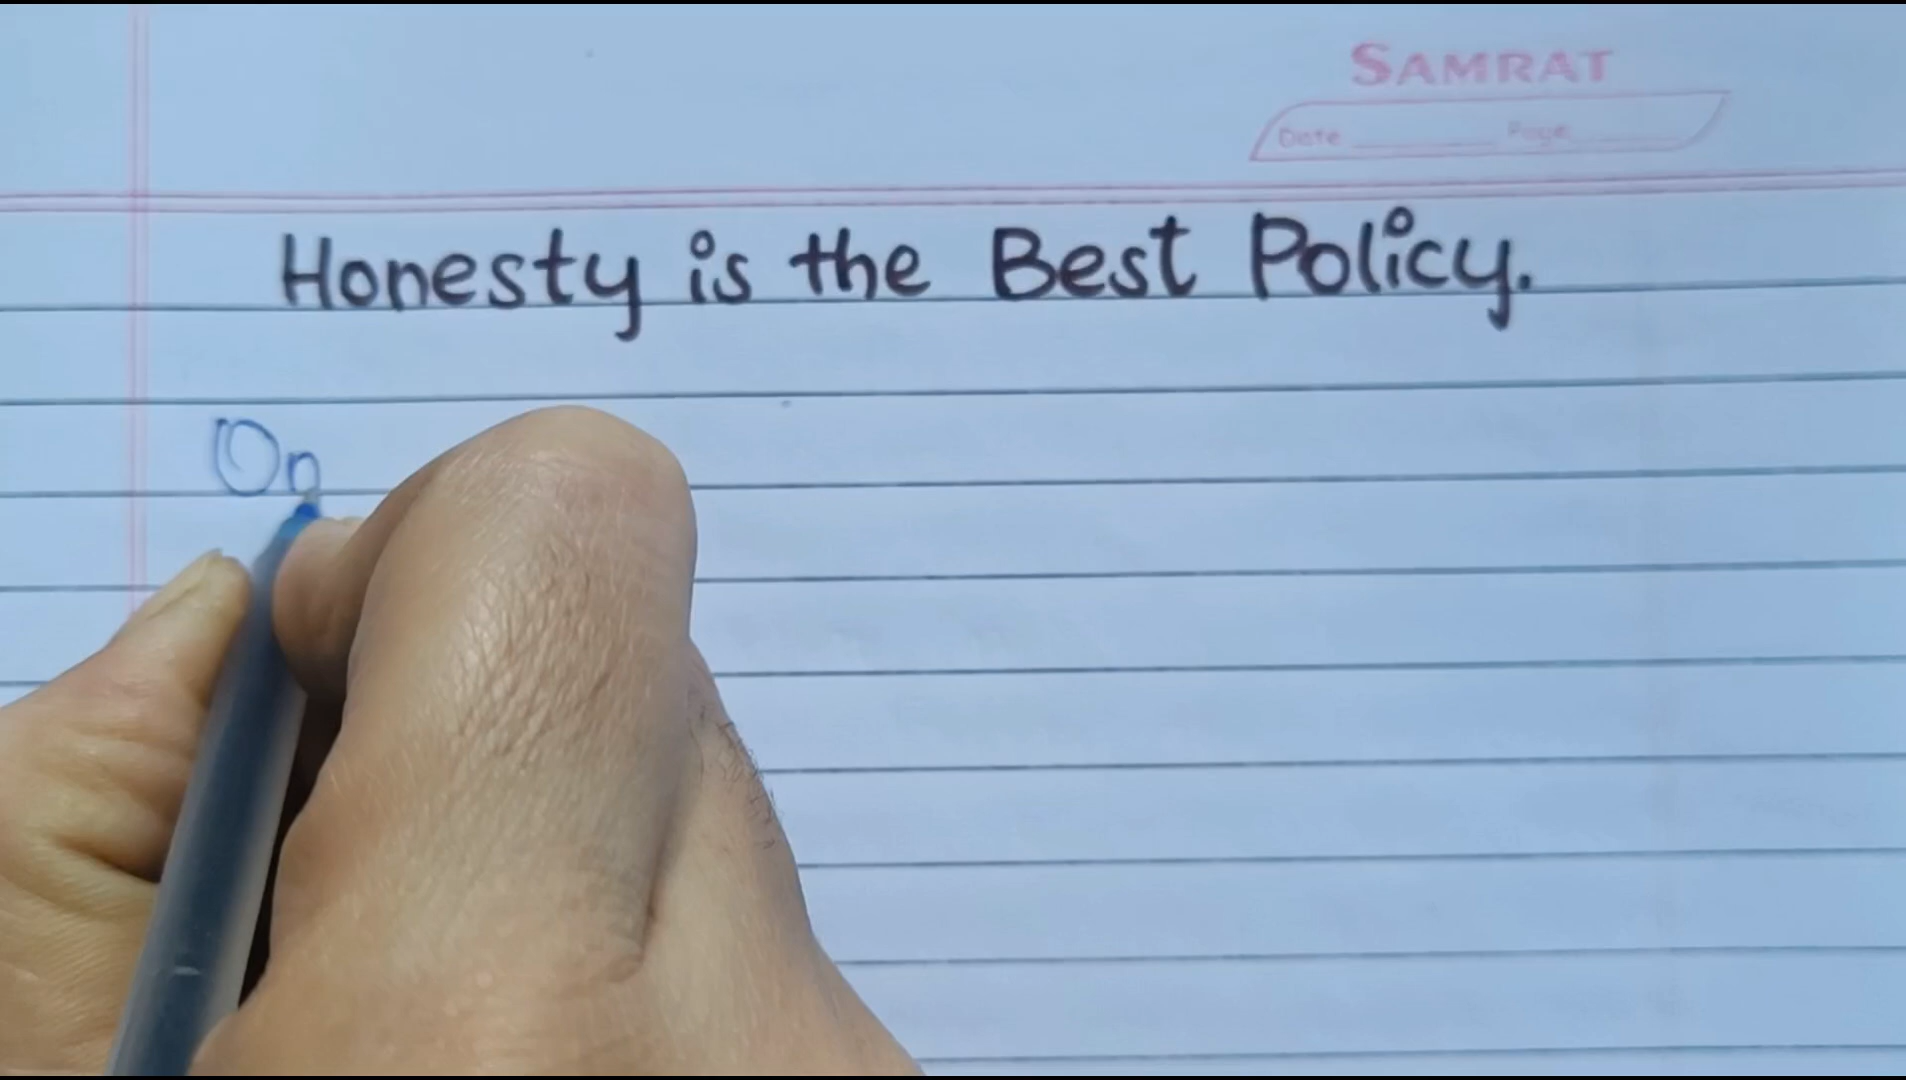 SAMRAT
Date Page
Honesty is the Best Policy.
On